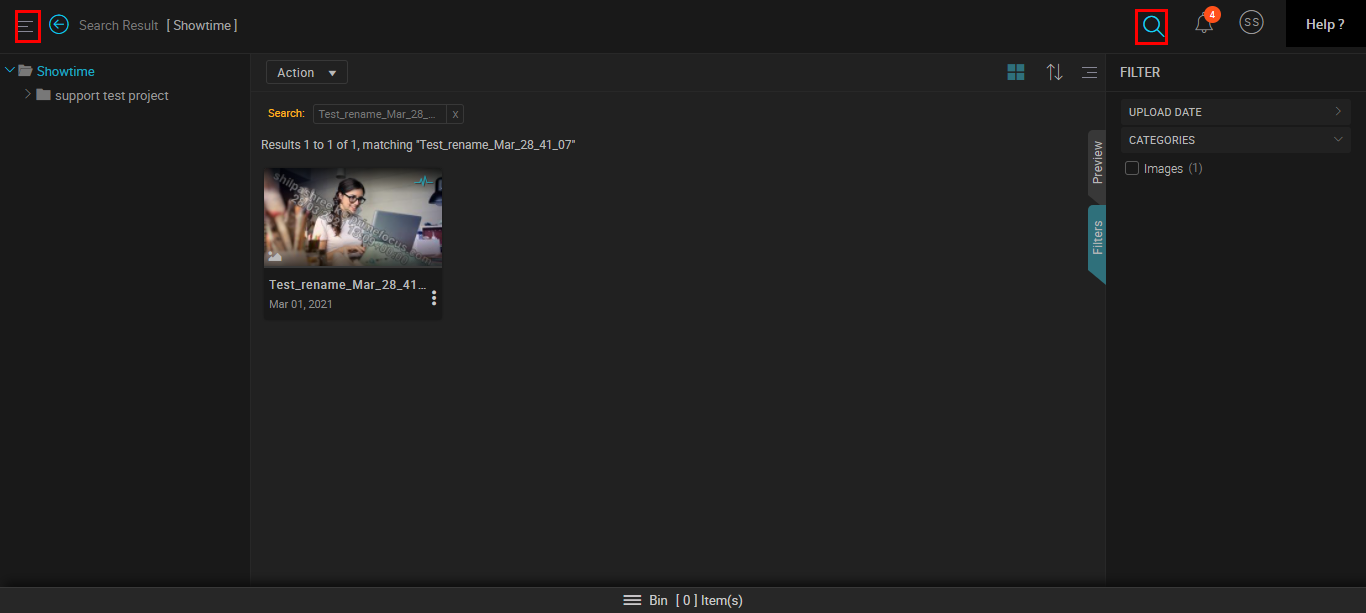 Search Result [ Showtime ]
4
SS
Help ?
Showtime
support test project
Action
FILTER
UPLOAD DATE
CATEGORIES
Images (1)
Search: Test_rename_Mar_28_... x
Results 1 to 1 of 1, matching "Test_rename_Mar_28_41_07"
Test_rename_Mar_28_41...
Mar 01, 2021
Preview
Filters
Bin [ 0 ] Item(s)